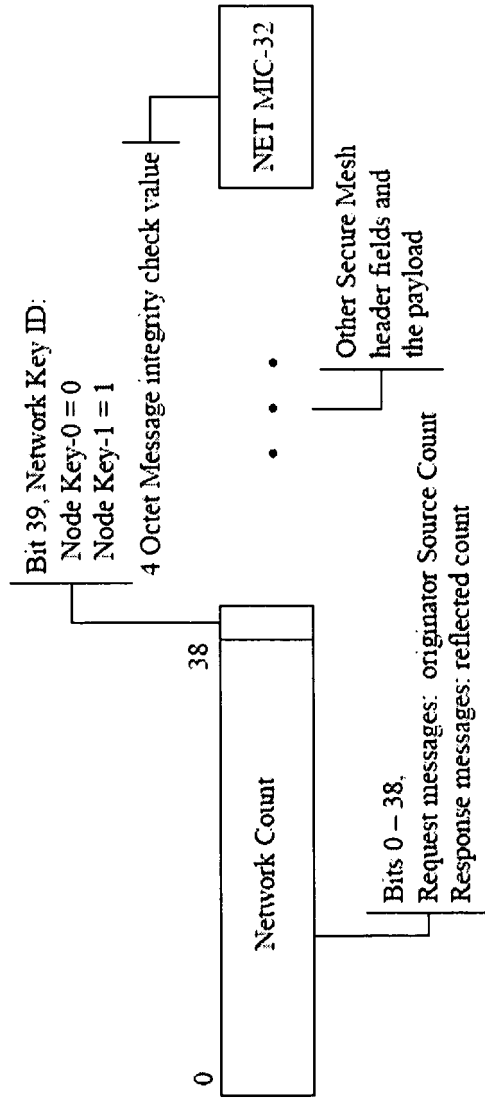 Bit 39, Network Key ID:
Node Key-0 = 0
Node Key-1 = 1
4 Octet Message integrity check value
0
38
Network Count
NET MIC-32
Bits 0 – 38,
Request messages: originator Source Count
Response messages: reflected count
Other Secure Mesh
header fields and
the payload